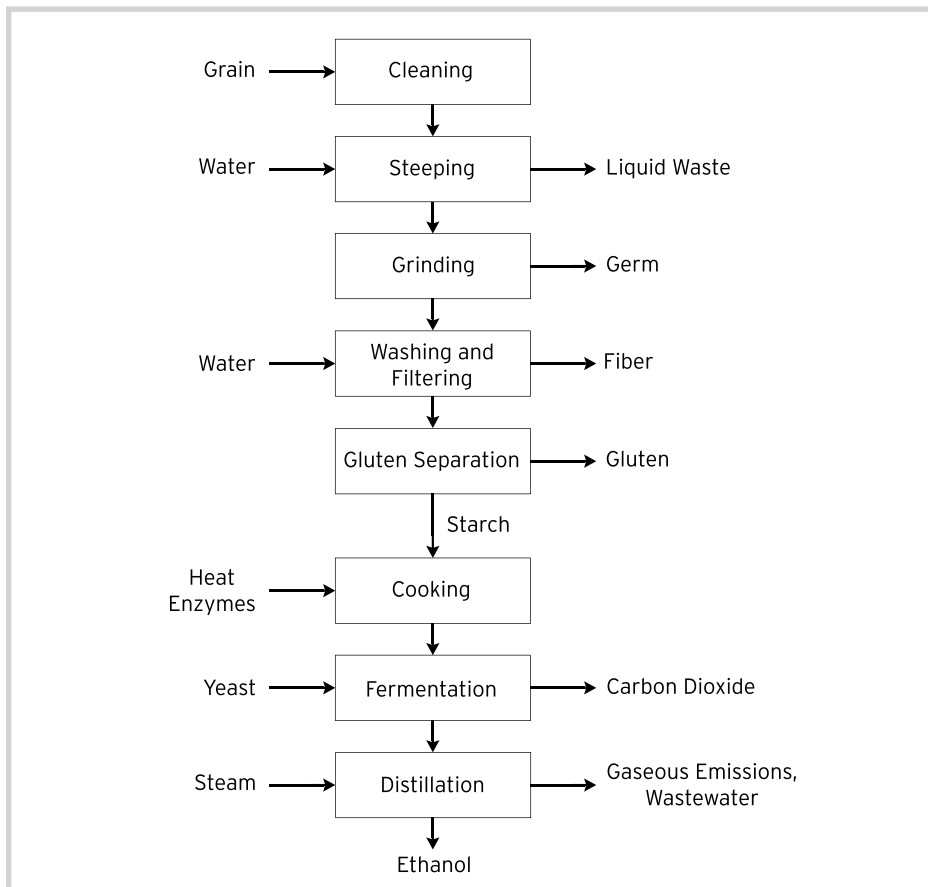 Grain
Cleaning
Water
Steeping
Liquid Waste
Grinding
Germ
Water
Washing and
Filtering
Fiber
Gluten Separation
Gluten
Starch
Heat
Enzymes
Cooking
Yeast
Fermentation
Carbon Dioxide
Steam
Distillation
Gaseous Emissions,
Wastewater
Ethanol